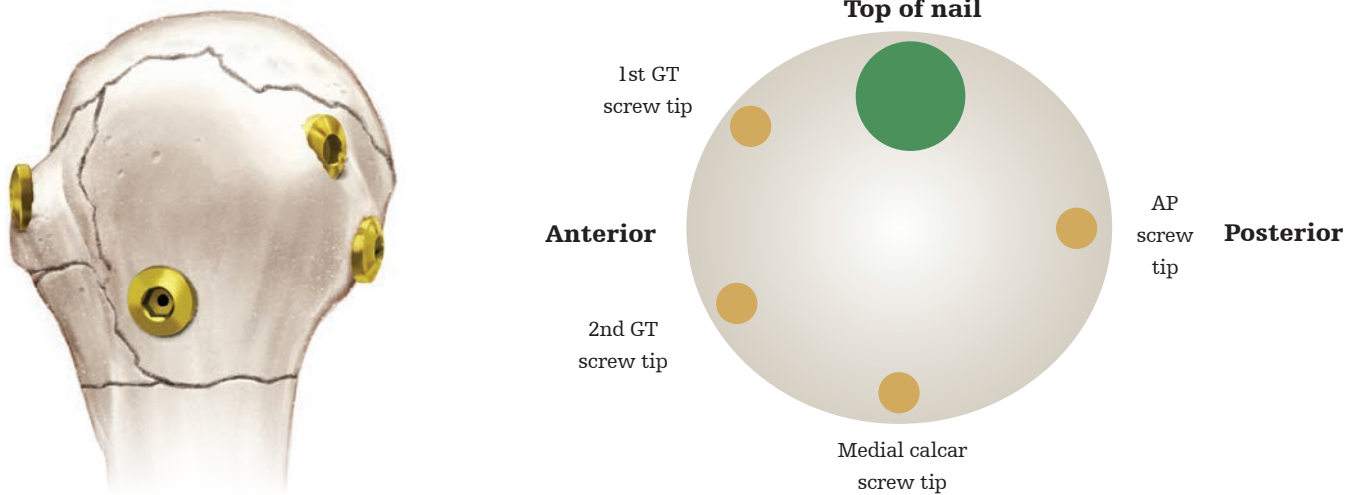 Top of nail
1st GT
screw tip
Anterior
AP
screw
tip
Posterior
2nd GT
screw tip
Medial calcar
screw tip